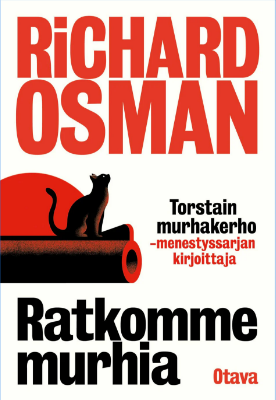 RiCHARD
OSMAN
Torstain
murhakerho
-menestyssarjan
kirjoittaja
Ratkomme
murhia
Otava